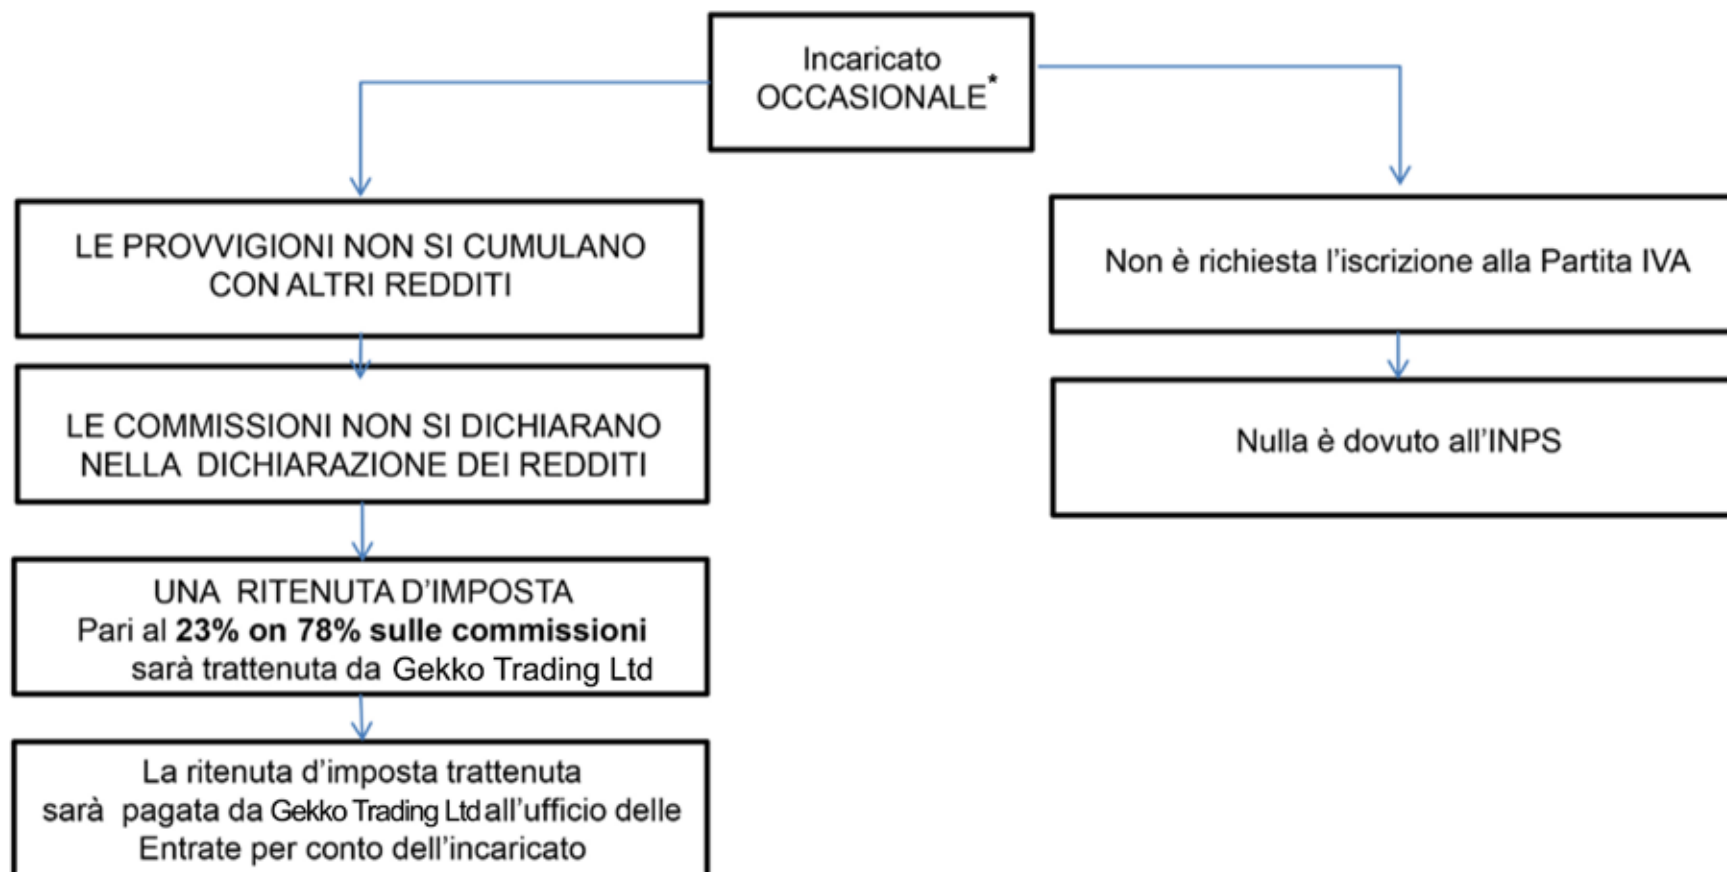 Incaricato
OCCASIONALE*
LE PROVVIGIONI NON SI CUMULANO
CON ALTRI REDDITI
LE COMMISSIONI NON SI DICHIARANO
NELLA DICHIARAZIONE DEI REDDITI
UNA RITENUTA D'IMPOSTA
Pari al 23% on 78% sulle commissioni
sarà trattenuta da Gekko Trading Ltd
La ritenuta d'imposta trattenuta
sarà pagata da Gekko Trading Ltd all'ufficio delle
Entrate per conto dell'incaricato
Non è richiesta l'iscrizione alla Partita IVA
Nulla è dovuto all'INPS